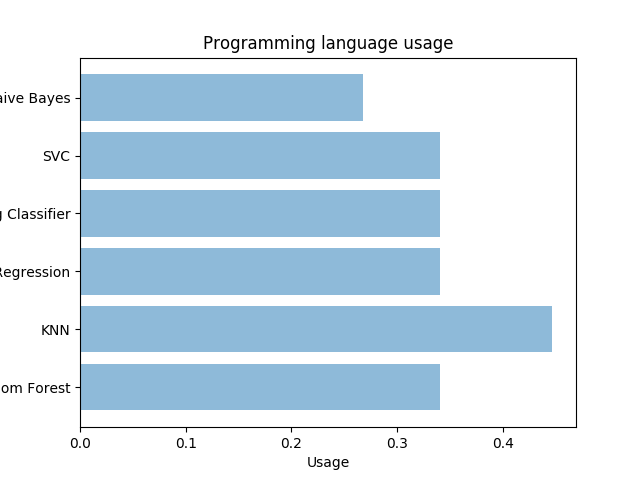 Programming language usage
aive Bayes
SVC
g Classifier
Regression
KNN
om Forest
0.0 0.1 0.2 0.3 0.4
Usage